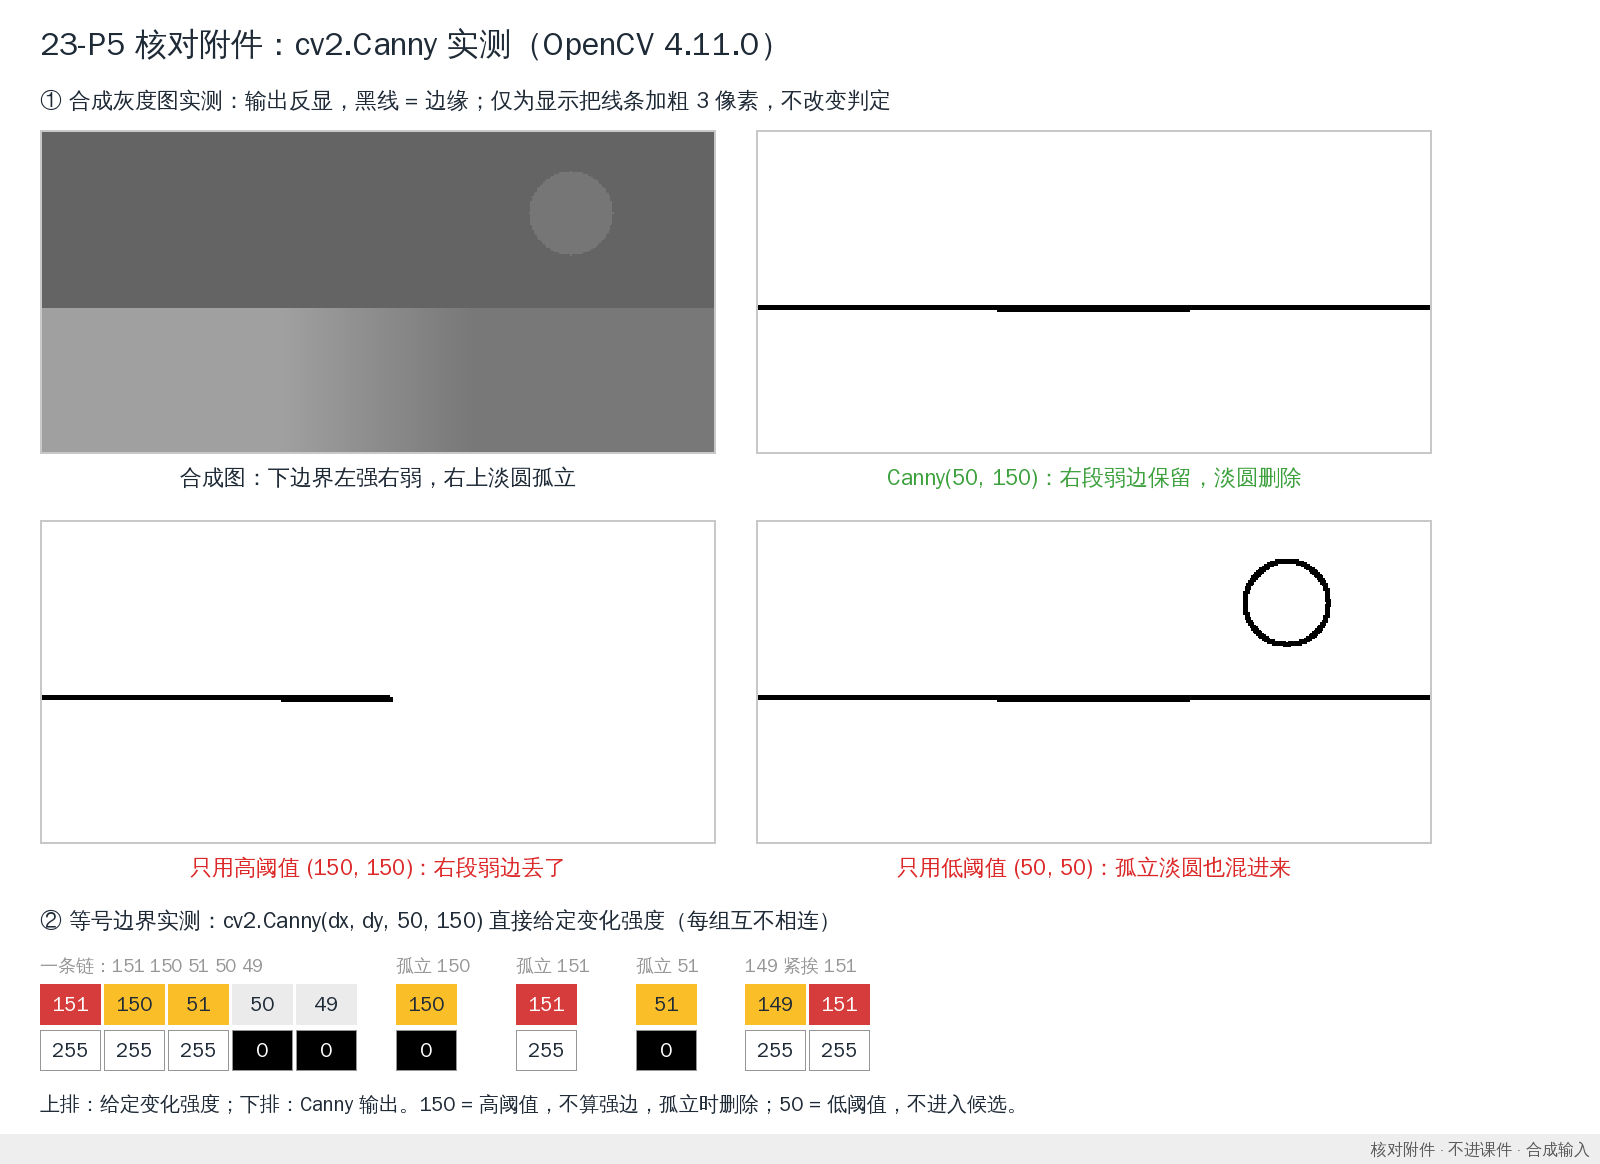 23-P5 核对附件：cv2.Canny 实测（OpenCV 4.11.0）
① 合成灰度图实测：输出反显，黑线 = 边缘；仅为显示把线条加粗 3 像素，不改变判定
合成图：下边界左强右弱，右上淡圆孤立
Canny(50, 150)：右段弱边保留，淡圆删除
只用高阈值 (150, 150)：右段弱边丢了
只用低阈值 (50, 50)：孤立淡圆也混进来
② 等号边界实测：cv2.Canny(dx, dy, 50, 150) 直接给定变化强度（每组互不相连）
一条链：151 150 51 50 49 孤立 150 孤立 151 孤立 51 149 紧挨 151
151 150 51 50 49 150 151 51 149 151
255 255 255 0 0 0 255 0 255 255
上排：给定变化强度；下排：Canny 输出。150 = 高阈值，不算强边，孤立时删除；50 = 低阈值，不进入候选。
核对附件 · 不进课件 · 合成输入